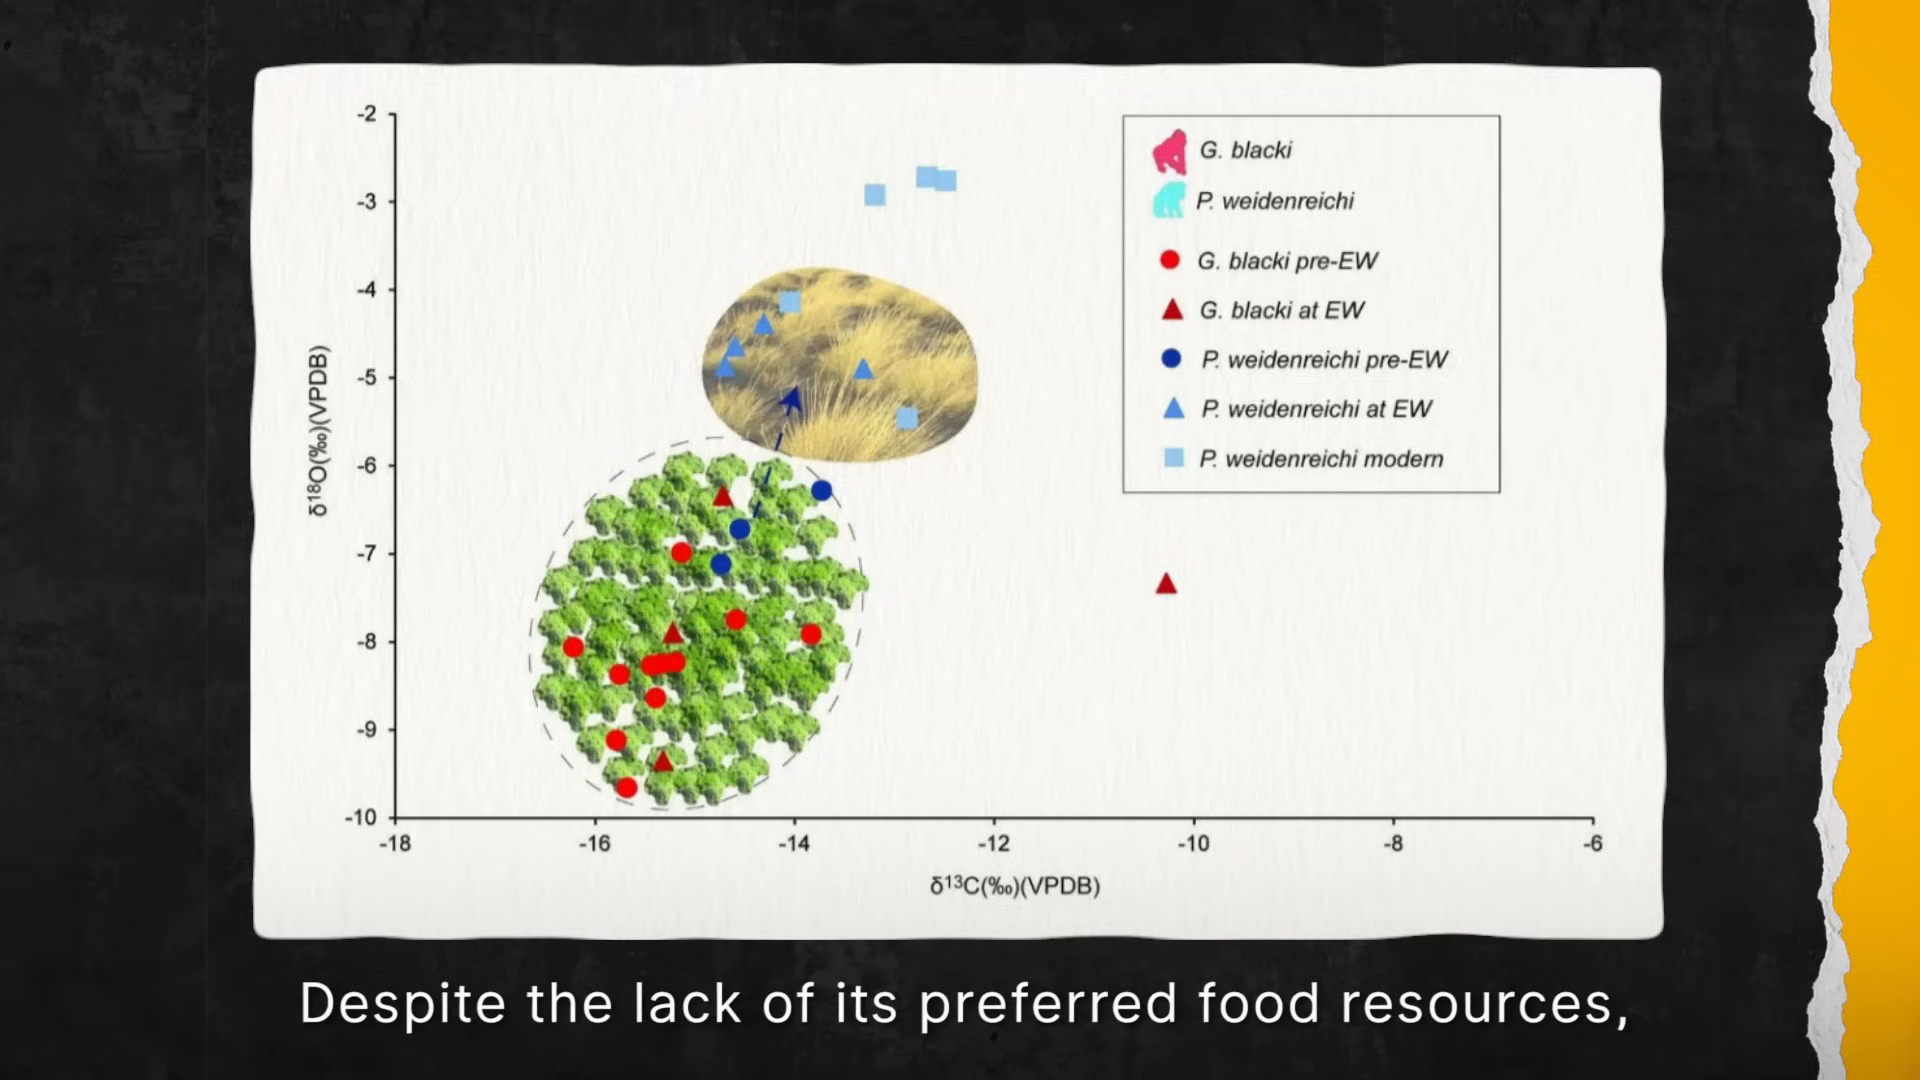 -2
-3
-4
-5
-6
-7
-8
-9
-10
δ18O(‰)(VPDB)
-18
-16
-14
-12
-10
-8
-6
δ13C(‰)(VPDB)
G. blacki
P. weidenreichi
G. blacki pre-EW
G. blacki at EW
P. weidenreichi pre-EW
P. weidenreichi at EW
P. weidenreichi modern
Despite the lack of its preferred food resources,